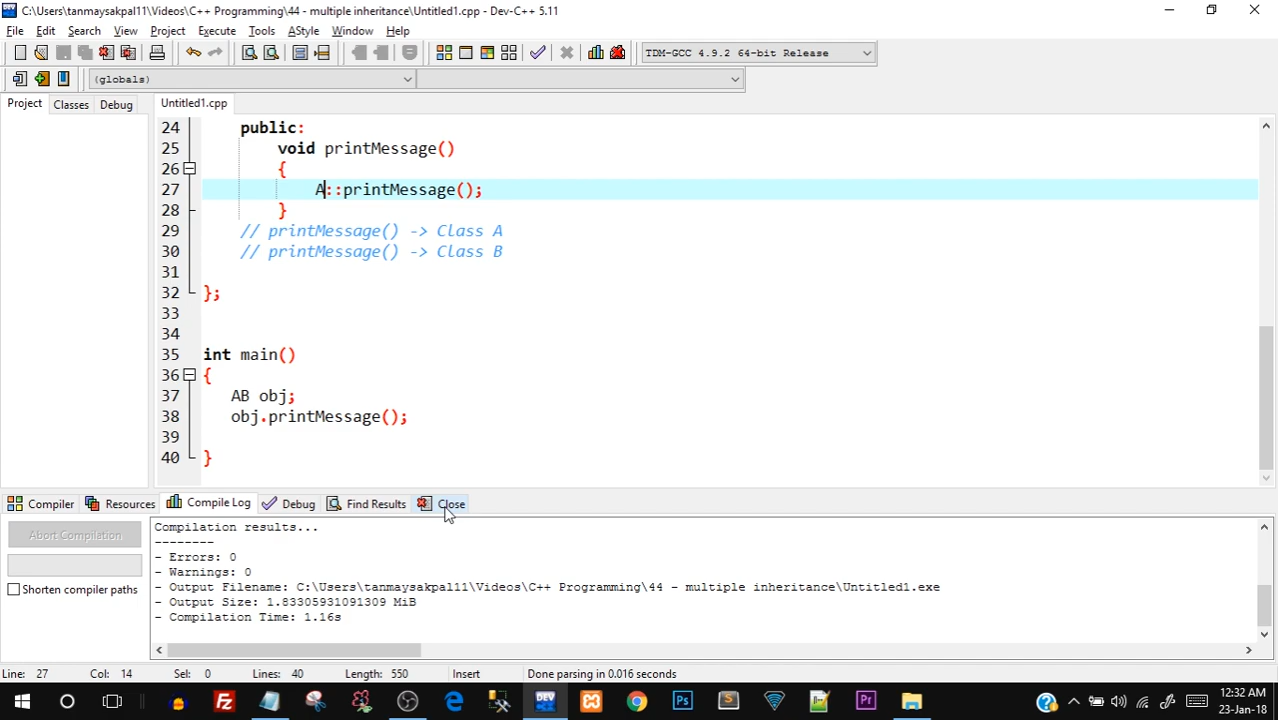 C:\Users\tanmaysakpal11\Videos\C++ Programming\44 - multiple inheritance\Untitled1.cpp - Dev-C++ 5.11
File Edit Search View Project Execute Tools AStyle Window Help
TDM-GCC 4.9.2 64-bit Release
(globals)
Project Classes Debug Untitled1.cpp
24 public:
25 void printMessage()
26 {
27 A::printMessage();
28 }
29 // printMessage() -> Class A
30 // printMessage() -> Class B
31
32 };
33
34
35 int main()
36 {
37 AB obj;
38 obj.printMessage();
39
40 }
Compiler Resources Compile Log Debug Find Results Close
Abort Compilation
Shorten compiler paths
Compilation results...
--------
- Errors: 0
- Warnings: 0
- Output Filename: C:\Users\tanmaysakpal11\Videos\C++ Programming\44 - multiple inheritance\Untitled1.exe
- Output Size: 1.83305931091309 MiB
- Compilation Time: 1.16s
Line: 27 Col: 14 Sel: 0 Lines: 40 Length: 550 Insert Done parsing in 0.016 seconds
DEV
Ps
S
Pr
12:32 AM
23-Jan-18